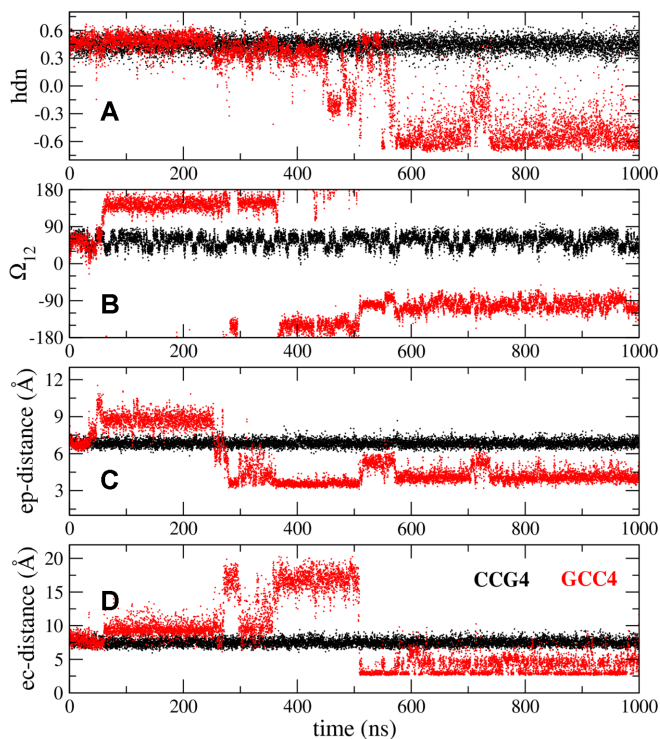 0.6
0.3
0.0
-0.3
-0.6
hdn
A
0 200 400 600 800 1000
180
90
0
-90
-180
Ω12
B
0 200 400 600 800 1000
12
9
6
3
ep-distance (Å)
C
0 200 400 600 800 1000
20
15
10
5
0
ec-distance (Å)
D
CCG4 GCC4
0 200 400 600 800 1000
time (ns)